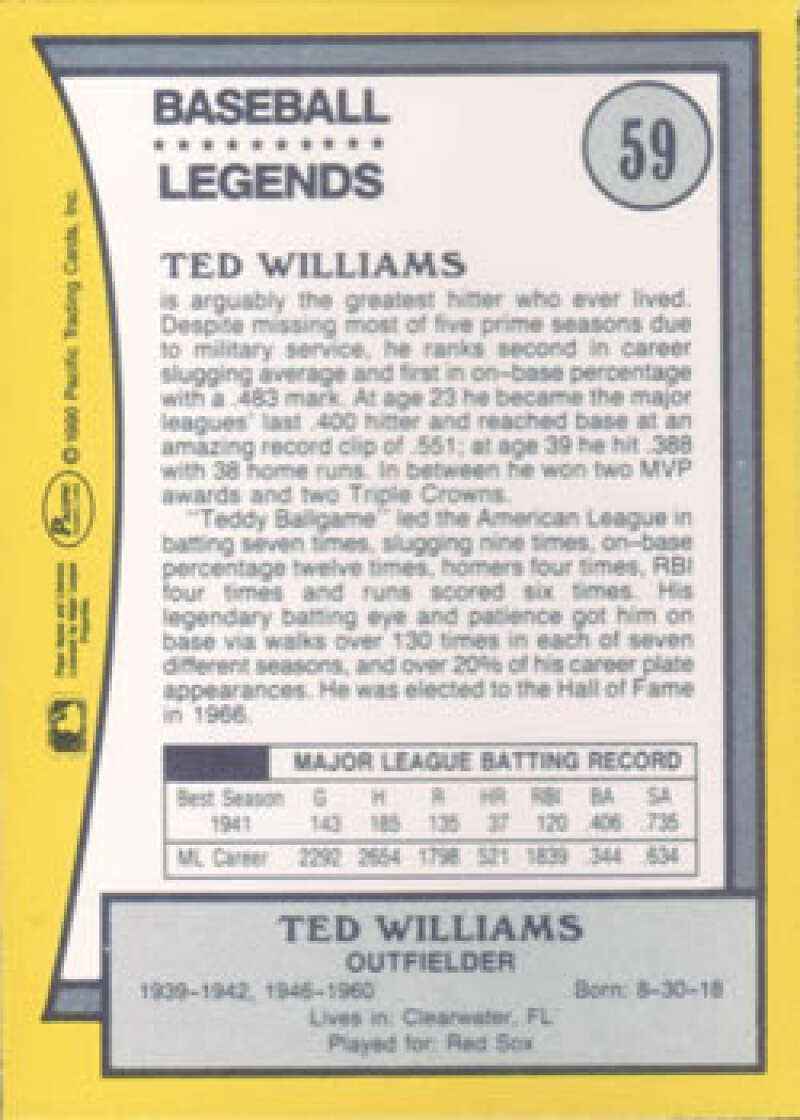 BASEBALL
LEGENDS
59
TED WILLIAMS
is arguably the greatest hitter who ever lived.
Despite missing most of five prime seasons due
to military service, he ranks second in career
slugging average and first in on-base percentage
with a .483 mark. At age 23 he became the major
leagues' last .400 hitter and reached base at an
amazing record clip of .551; at age 39 he hit .388
with 38 home runs. In between he won two MVP
awards and two Triple Crowns.
"Teddy Ballgame" led the American League in
batting seven times, slugging nine times, on-base
percentage twelve times, homers four times, RBI
four times and runs scored six times. His
legendary batting eye and patience got him on
base via walks over 130 times in each of seven
different seasons, and over 20% of his career plate
appearances. He was elected to the Hall of Fame
in 1966.
MAJOR LEAGUE BATTING RECORD
Best Season G H R HR RBI BA SA
1941 143 185 135 37 120 .406 .735
ML Career 2292 2654 1798 521 1839 .344 .634
TED WILLIAMS
OUTFIELDER
1939-1942, 1946-1960 Born: 8-30-18
Lives in: Clearwater, FL
Played for: Red Sox
© 1990 Pacific Trading Cards, Inc.
Pacific